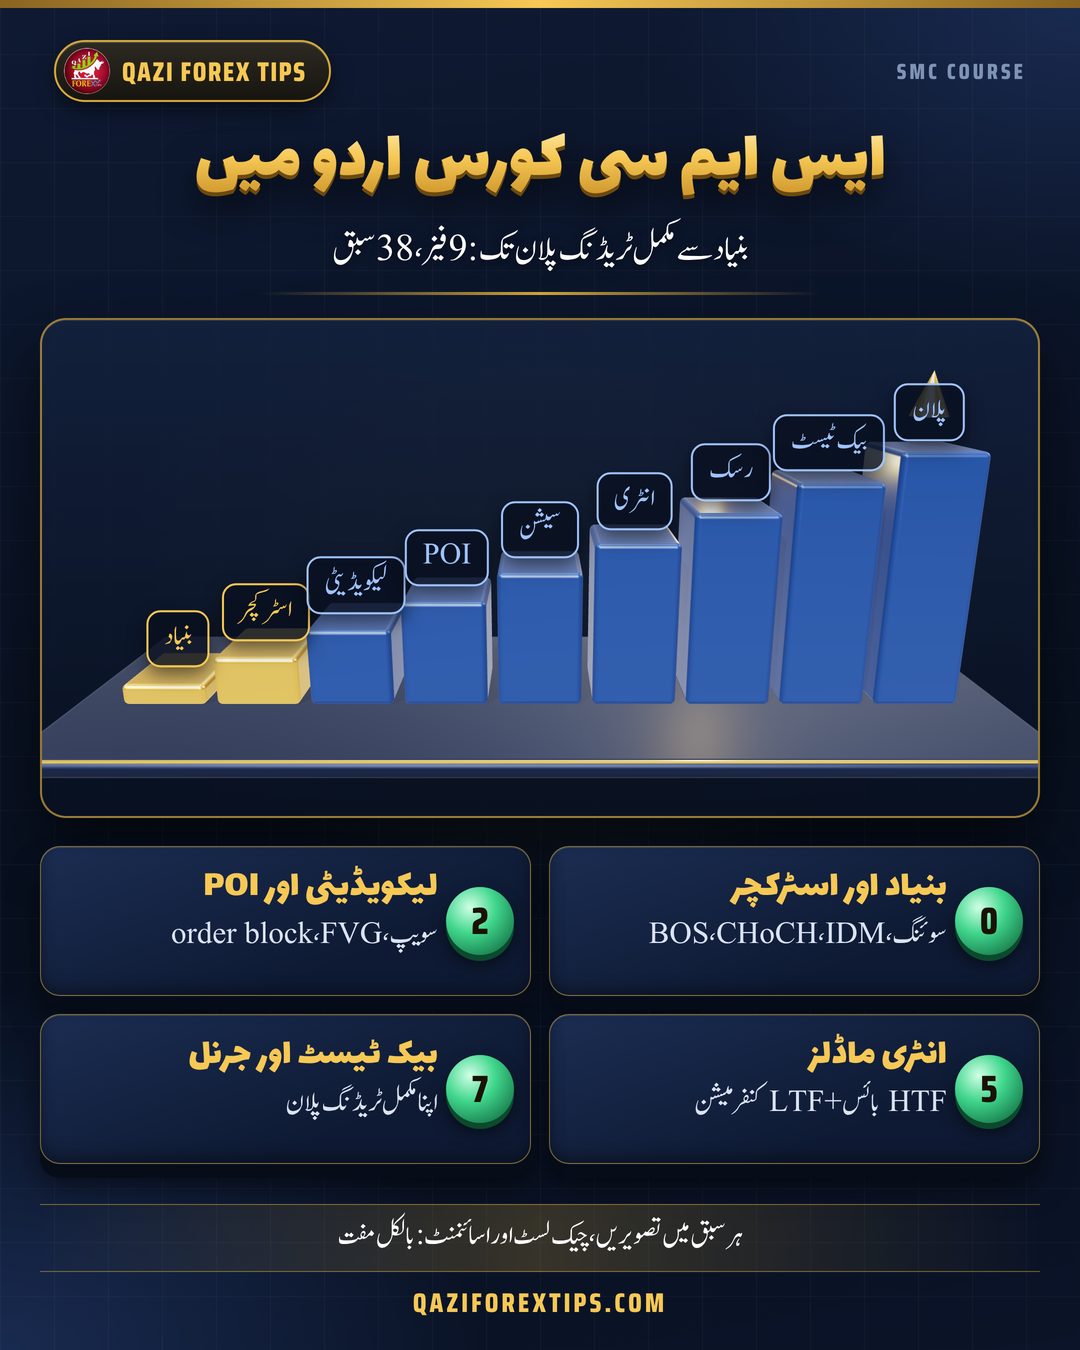 QAZI FOREX TIPS
SMC COURSE
ایس ایم سی کورس اردو میں
بنیاد سے مکمل ٹریڈنگ پلان تک: 9 فیز، 38 سبق
پلان
بیک ٹیسٹ
رسک
انٹری
سیشن
POI
لیکویڈیٹی
اسٹرکچر
بنیاد
0
بنیاد اور اسٹرکچر
سوئنگ، BOS، CHoCH، IDM
2
لیکویڈیٹی اور POI
سویپ، order block، FVG
5
انٹری ماڈلز
HTF بائس + LTF کنفرمیشن
7
بیک ٹیسٹ اور جرنل
اپنا مکمل ٹریڈنگ پلان
ہر سبق میں تصویریں، چیک لسٹ اور اسائنمنٹ: بالکل مفت
QAZIFOREXTIPS.COM